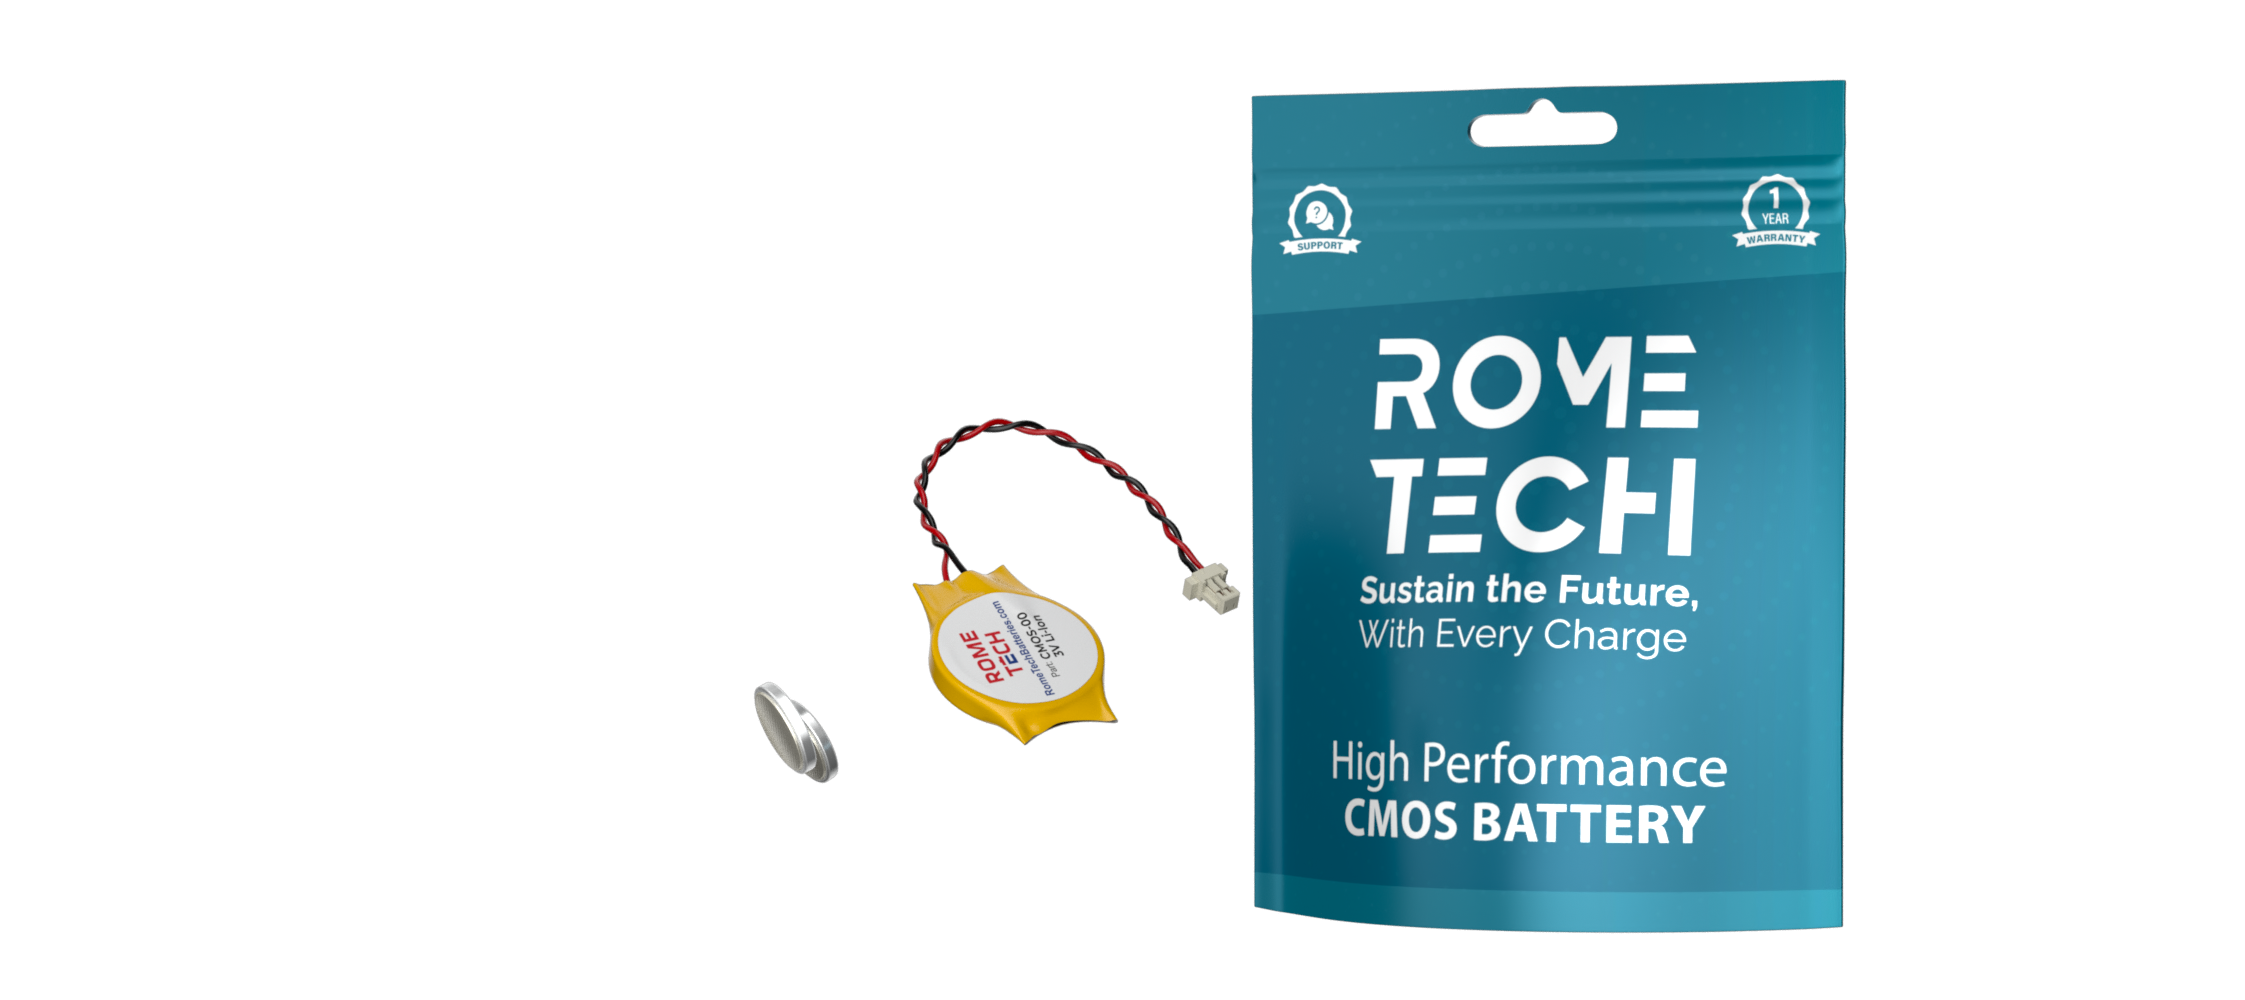 ?
SUPPORT
1
YEAR
WARRANTY
ROME
TECH
Sustain the Future,
With Every Charge
High Performance
CMOS BATTERY
ROME
TECH
RomeTechBatteries.com
Part: CMOS-00
3V Li-Ion